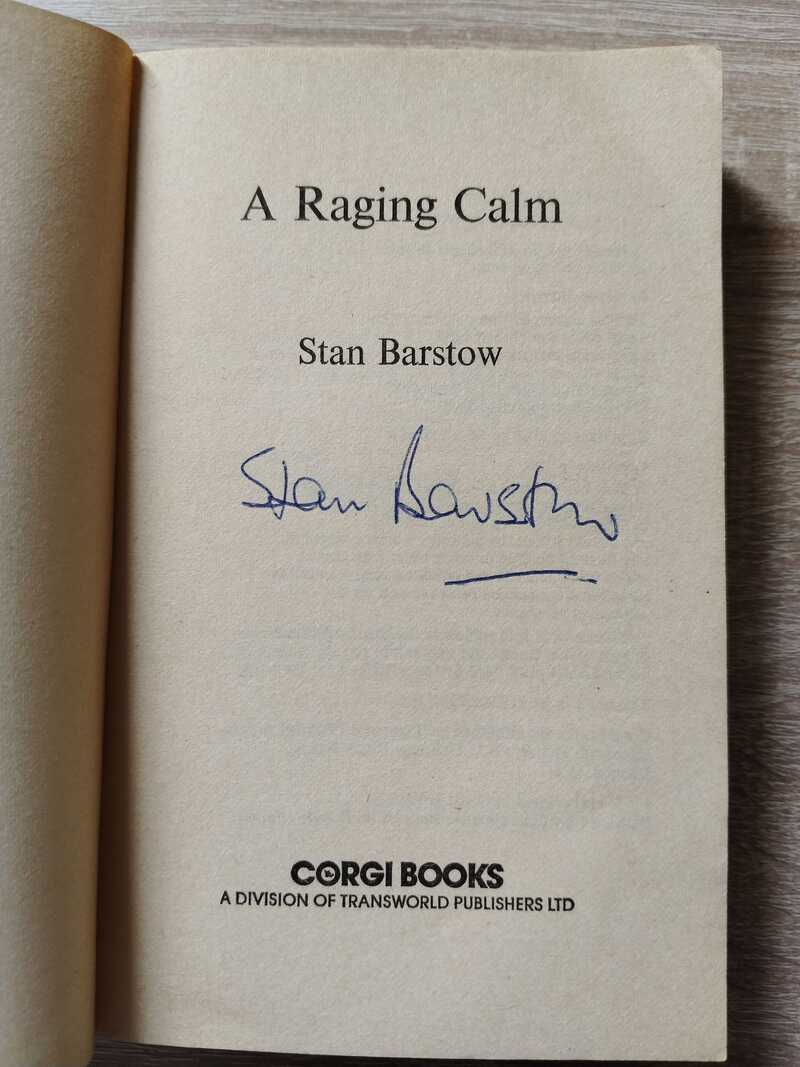 A Raging Calm
Stan Barstow
Stan Barstow
CORGI BOOKS
A DIVISION OF TRANSWORLD PUBLISHERS LTD